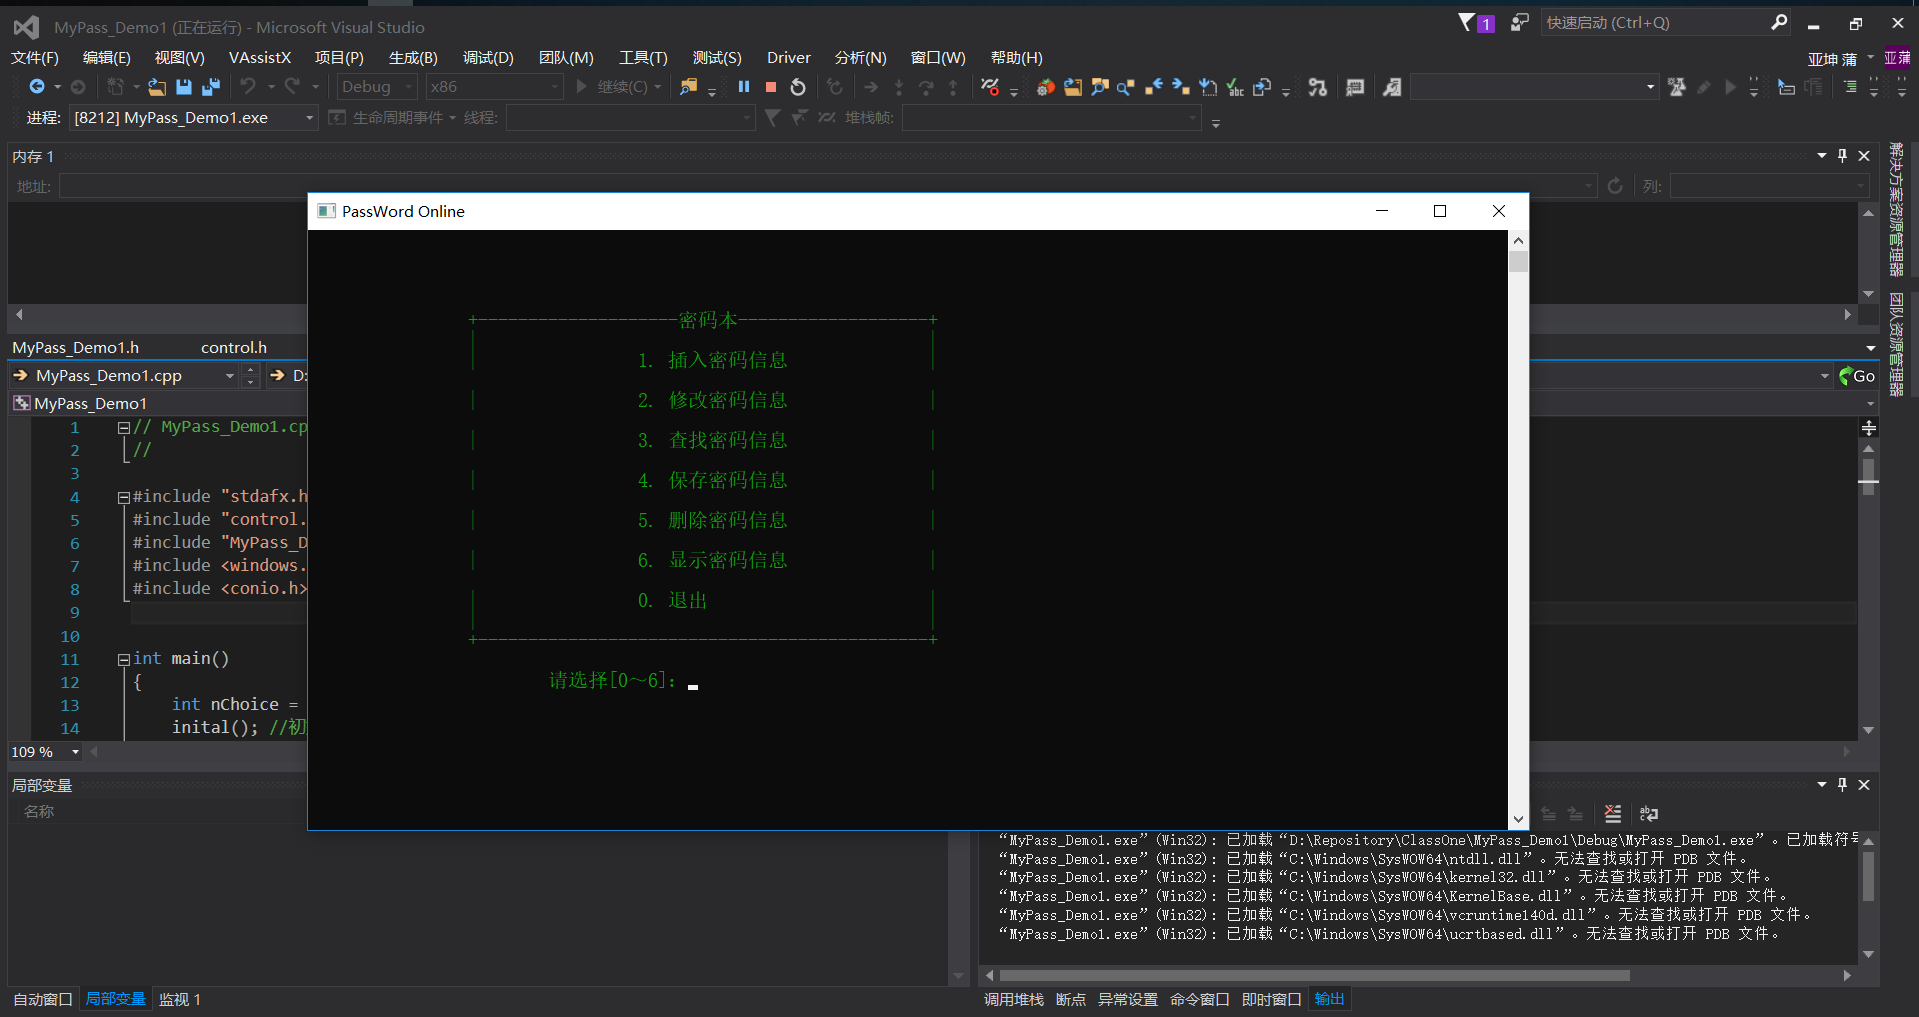 MyPass_Demo1 (正在运行) - Microsoft Visual Studio
1
快速启动 (Ctrl+Q)
文件(F) 编辑(E) 视图(V) VAssistX 项目(P) 生成(B) 调试(D) 团队(M) 工具(T) 测试(S) Driver 分析(N) 窗口(W) 帮助(H)
亚坤 蒲 亚蒲
Debug x86 继续(C)
进程: [8212] MyPass_Demo1.exe 生命周期事件 线程: 堆栈帧:
内存 1
地址: 列:
解决方案资源管理器
团队资源管理器
PassWord Online
+--------------------密码本-------------------+
1. 插入密码信息
2. 修改密码信息
3. 查找密码信息
4. 保存密码信息
5. 删除密码信息
6. 显示密码信息
0. 退出
+---------------------------------------------+
请选择[0～6]:
MyPass_Demo1.h control.h
MyPass_Demo1.cpp D:
Go
MyPass_Demo1
1 // MyPass_Demo1.cp
2 //
3
4 #include "stdafx.h
5 #include "control.
6 #include "MyPass_D
7 #include <windows.
8 #include <conio.h>
9
10
11 int main()
12 {
13 int nChoice =
14 inital(); //初
109 %
局部变量
名称
“MyPass_Demo1.exe”(Win32): 已加载“D:\Repository\ClassOne\MyPass_Demo1\Debug\MyPass_Demo1.exe”。已加载符
“MyPass_Demo1.exe”(Win32): 已加载“C:\Windows\SysWOW64\ntdll.dll”。无法查找或打开 PDB 文件。
“MyPass_Demo1.exe”(Win32): 已加载“C:\Windows\SysWOW64\kernel32.dll”。无法查找或打开 PDB 文件。
“MyPass_Demo1.exe”(Win32): 已加载“C:\Windows\SysWOW64\KernelBase.dll”。无法查找或打开 PDB 文件。
“MyPass_Demo1.exe”(Win32): 已加载“C:\Windows\SysWOW64\vcruntime140d.dll”。无法查找或打开 PDB 文件。
“MyPass_Demo1.exe”(Win32): 已加载“C:\Windows\SysWOW64\ucrtbased.dll”。无法查找或打开 PDB 文件。
自动窗口 局部变量 监视 1
调用堆栈 断点 异常设置 命令窗口 即时窗口 输出